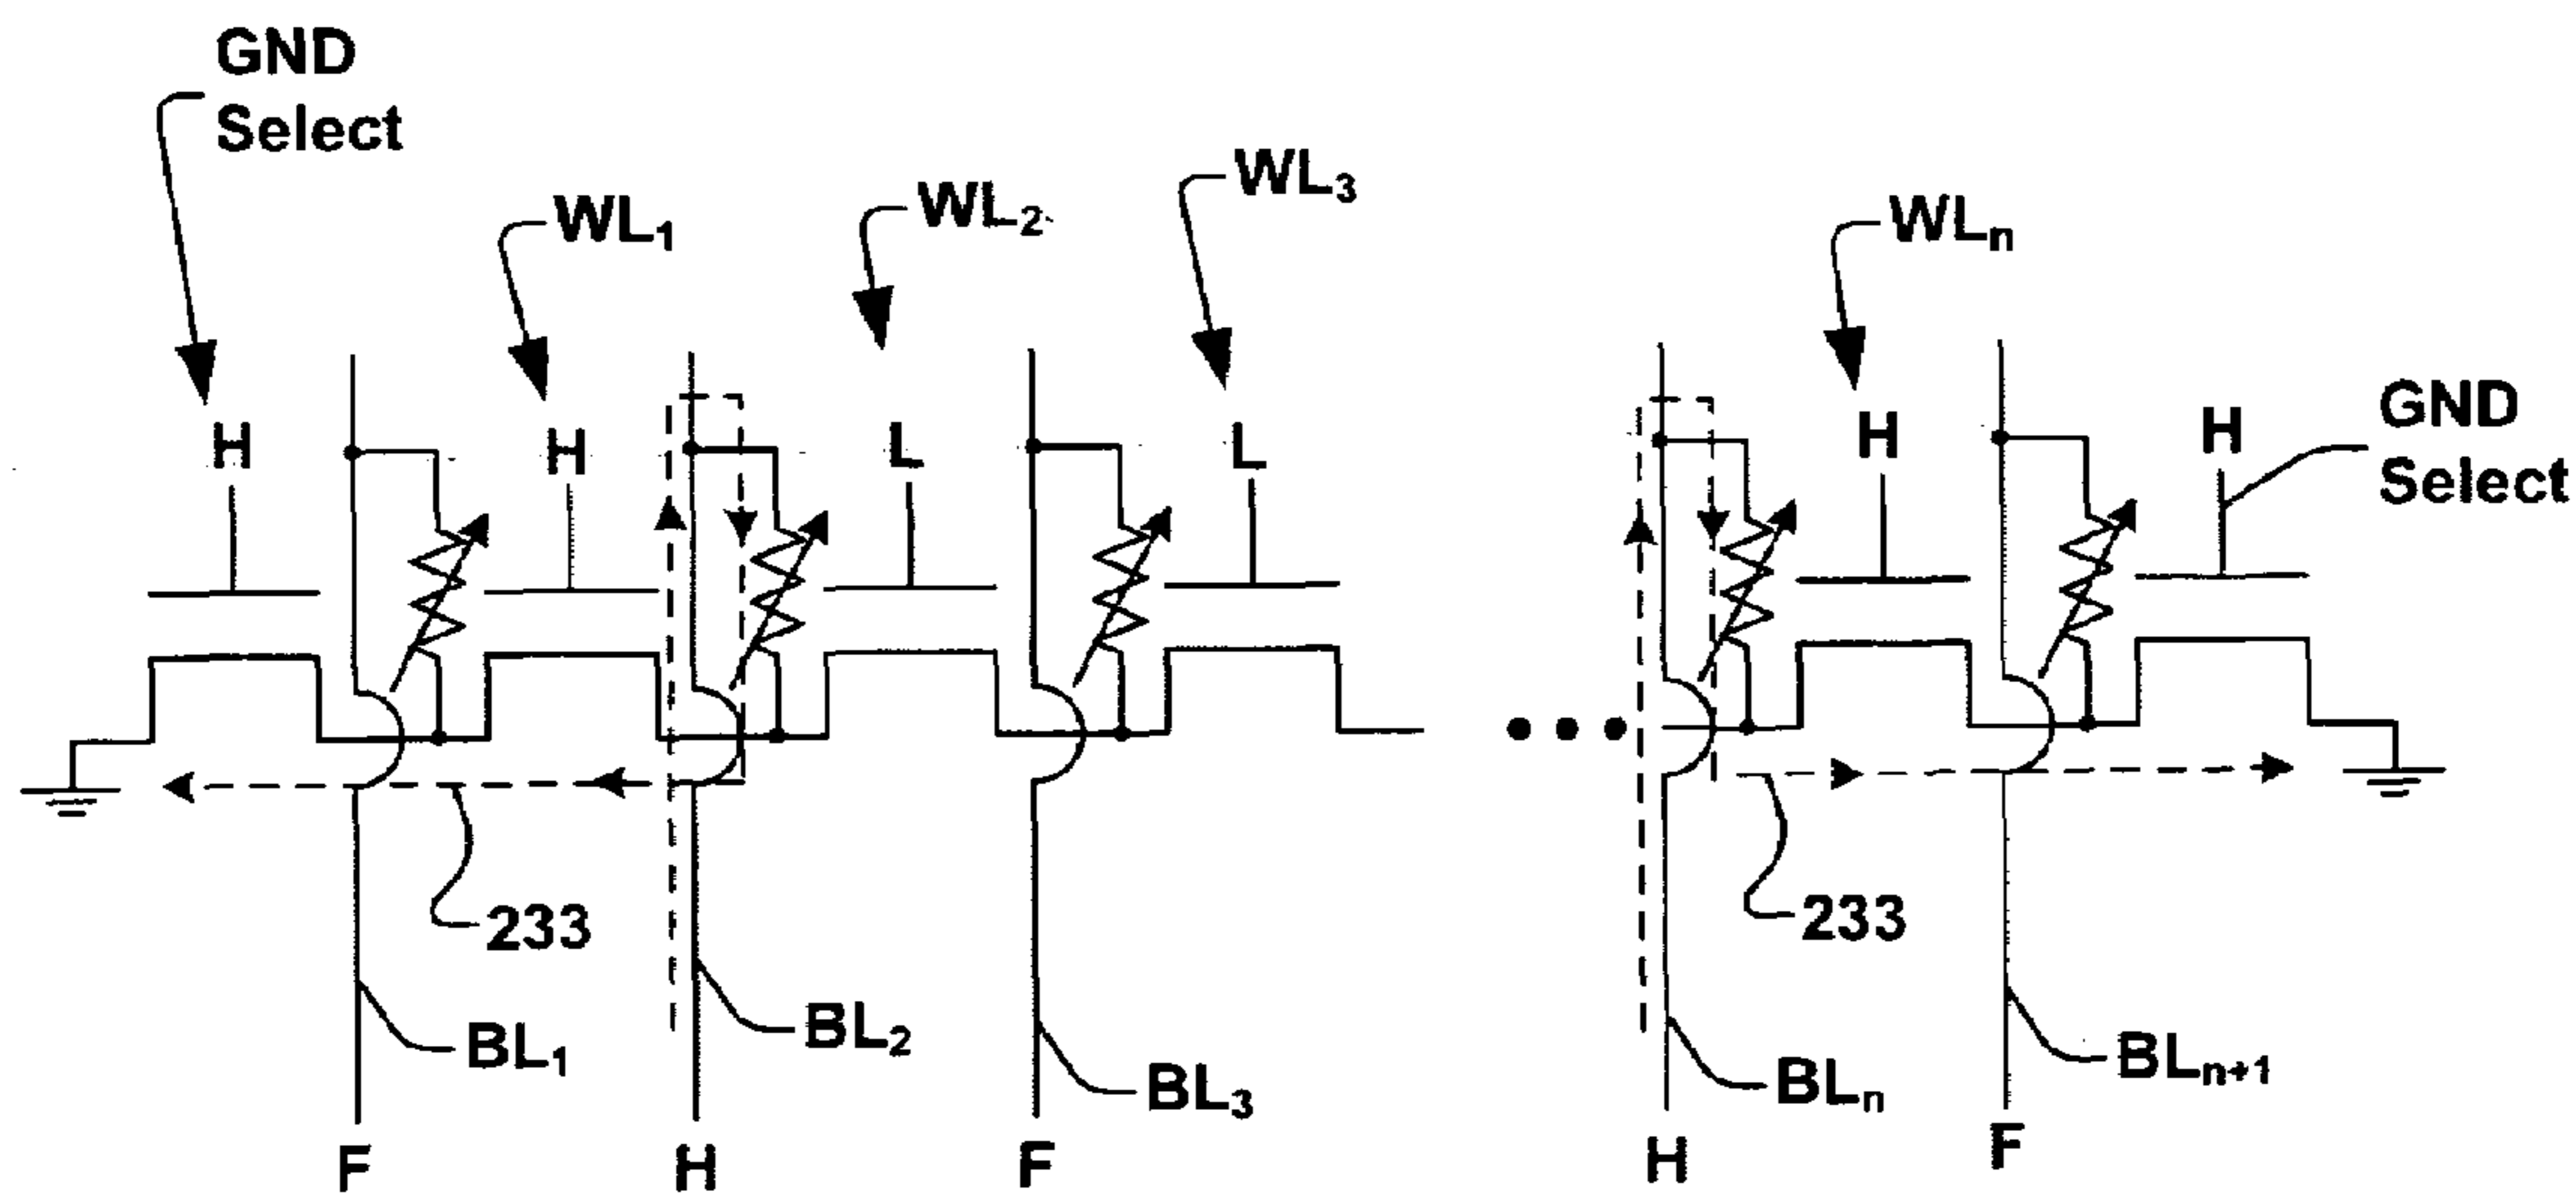 GND
Select
WL₁
WL₂
WL₃
WLₙ
GND
Select
H
H
L
L
H
H
233
233
BL₁
BL₂
BL₃
BLₙ
BLₙ₊₁
F
H
F
H
F